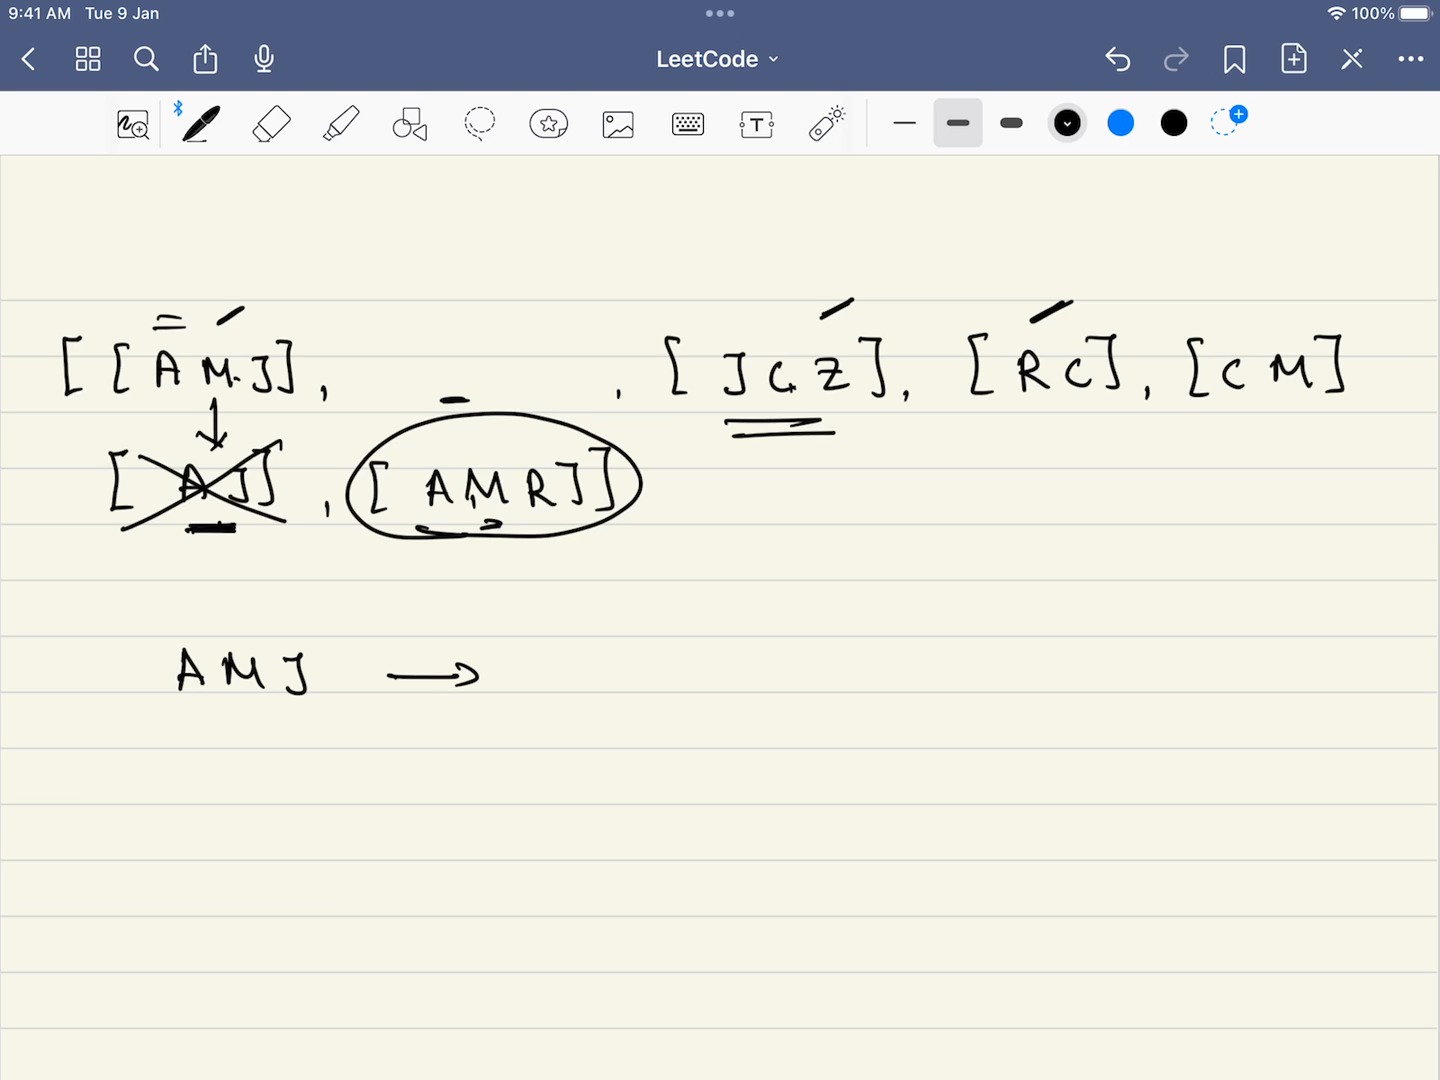 9:41 AM Tue 9 Jan 100%
LeetCode
T
[ [ A M J ] , , [ J C Z ] , [ R C ] , [ C M ]
[ A J ] , [ A M R ] ]
A M J →